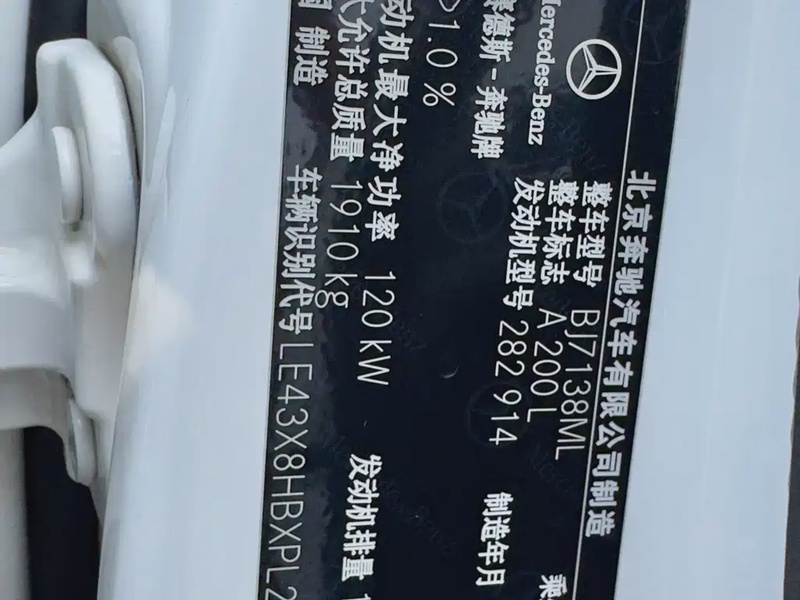 北京奔驰汽车有限公司制造
Mercedes-Benz
整车型号 BJ7138ML
整车标志 A 200 L
乘
赛德斯-奔驰牌
发动机型号 282 914
制造年月
>1.0 %
动机最大净功率 120 kW
发动机排量 1
允许总质量 1910 kg
制造
车辆识别代号 LE43X8HBXPL2